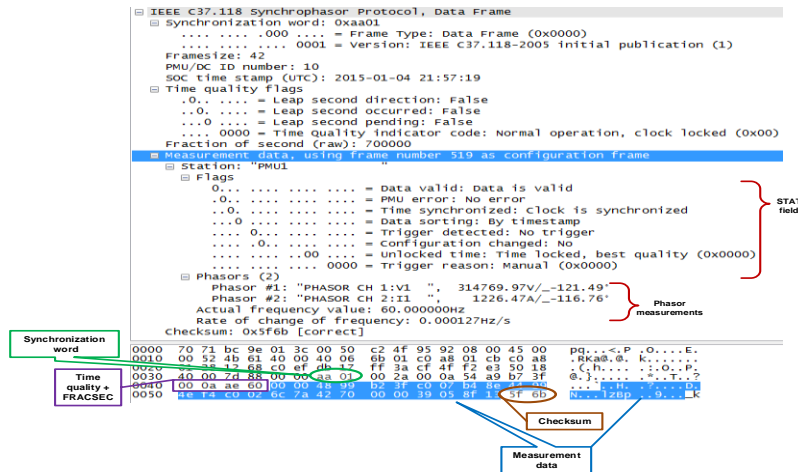 IEEE C37.118 Synchrophasor Protocol, Data Frame
Synchronization word: 0xaa01
.... .... .000 .... = Frame Type: Data Frame (0x0000)
.... .... .... 0001 = Version: IEEE C37.118-2005 initial publication (1)
Framesize: 42
PMU/DC ID number: 10
SOC time stamp (UTC): 2015-01-04 21:57:19
Time quality flags
.0.. .... = Leap second direction: False
..0. .... = Leap second occurred: False
...0 .... = Leap second pending: False
.... 0000 = Time Quality indicator code: Normal operation, clock locked (0x00)
Fraction of second (raw): 700000
Measurement data, using frame number 519 as configuration frame
Station: "PMU1 "
Flags
0... .... .... .... = Data valid: Data is valid
.0.. .... .... .... = PMU error: No error
..0. .... .... .... = Time synchronized: Clock is synchronized
...0 .... .... .... = Data sorting: By timestamp
.... 0... .... .... = Trigger detected: No trigger
.... .0.. .... .... = Configuration changed: No
.... .... ..00 .... = Unlocked time: Time locked, best quality (0x0000)
.... .... .... 0000 = Trigger reason: Manual (0x0000)
STAT
field
Phasors (2)
Phasor #1: "PHASOR CH 1:V1 ", 314769.97V/_-121.49°
Phasor #2: "PHASOR CH 2:I1 ", 1226.47A/_-116.76°
Phasor
measurements
Actual frequency value: 60.000000Hz
Rate of change of frequency: 0.000127Hz/s
Checksum: 0x5f6b [correct]
Synchronization
word
0000 70 71 bc 9e 01 3c 00 06 c2 4f 95 92 08 00 45 00
0010 00 52 4b 61 40 00 40 06 6b 01 c0 a8 01 cb c0 a8
12 68 c0 ef db 17 ff 3a cf 4f f2 e3 50 18
0030 40 00 7d 88 00 00 aa 01 00 2a 00 0a 54 a9 b7 3f
00 0a ae 60 00 00 48 99 b2 3f c0 07 b4 8e
0050 4e f4 c0 02 6c 7a 42 70 00 00 39 05 8f 5f 6b
Time
quality +
FRACSEC
Checksum
Measurement
data